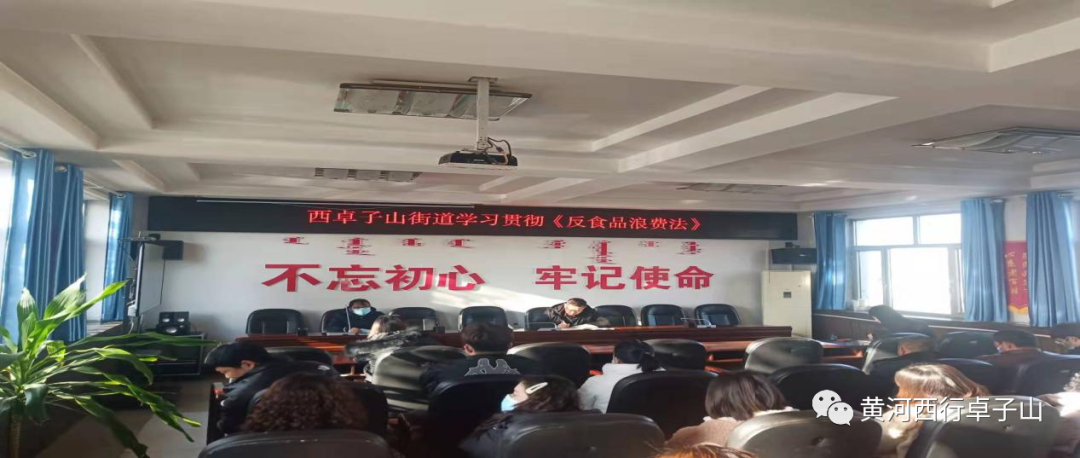 西卓子山街道学习贯彻《反食品浪费法》
不忘初心 牢记使命
黄河西行卓子山